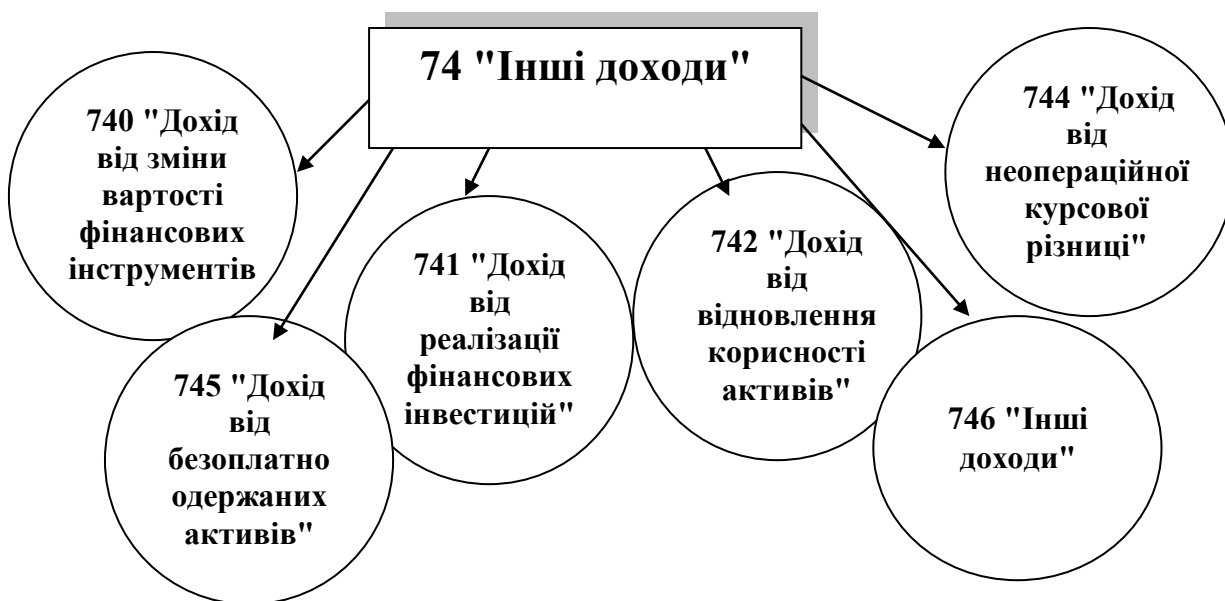 74 "Інші доходи"
740 "Дохід
від зміни
вартості
фінансових
інструментів
744 "Дохід
від
неопераційної
курсової
різниці"
741 "Дохід
від
реалізації
фінансових
інвестицій"
742 "Дохід
від
відновлення
корисності
активів"
745 "Дохід
від
безоплатно
одержаних
активів"
746 "Інші
доходи"